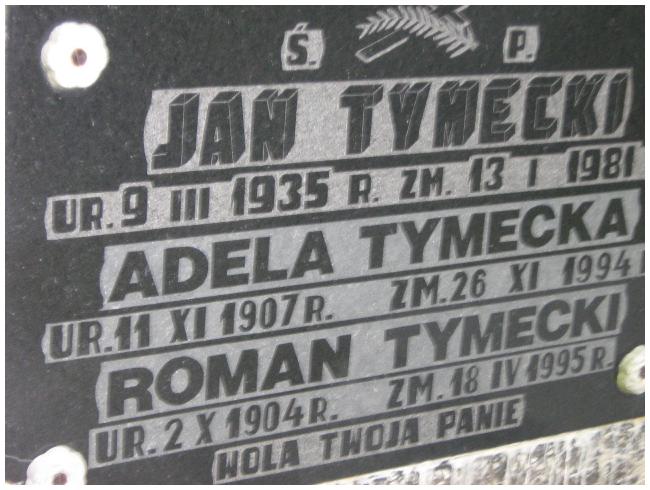 Ś. P.
JAN TYMECKI
UR. 9 III 1935 R. ZM. 13 I 1981
ADELA TYMECKA
UR. 11 XI 1907 R. ZM. 26 XI 1994
ROMAN TYMECKI
UR. 2 X 1904 R. ZM. 18 IV 1995 R.
WOLA TWOJA PANIE